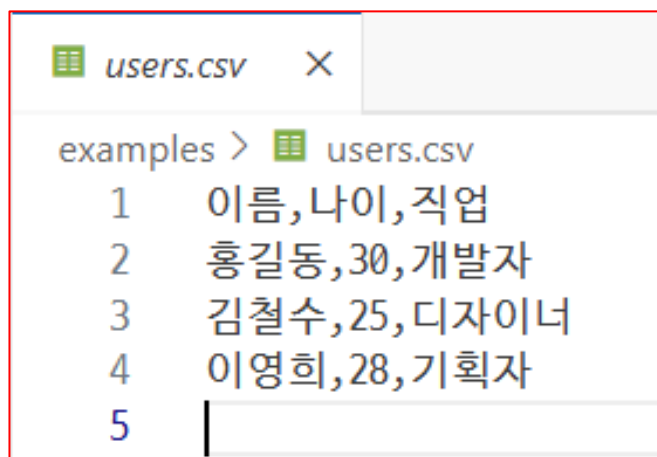 users.csv ×
examples > users.csv
1 이름,나이,직업
2 홍길동,30,개발자
3 김철수,25,디자이너
4 이영희,28,기획자
5